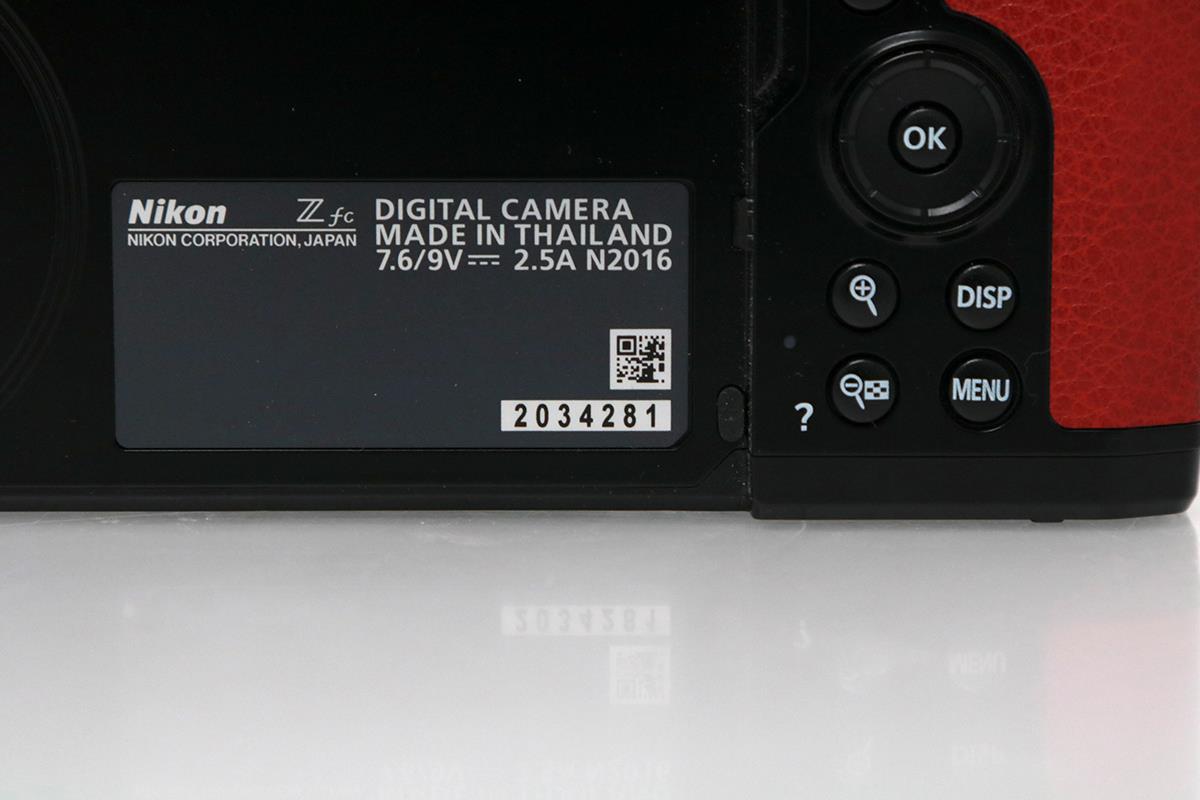 Nikon Z fc
NIKON CORPORATION, JAPAN
DIGITAL CAMERA
MADE IN THAILAND
7.6/9V⎓ 2.5A N2016
2034281
OK
DISP
MENU
?